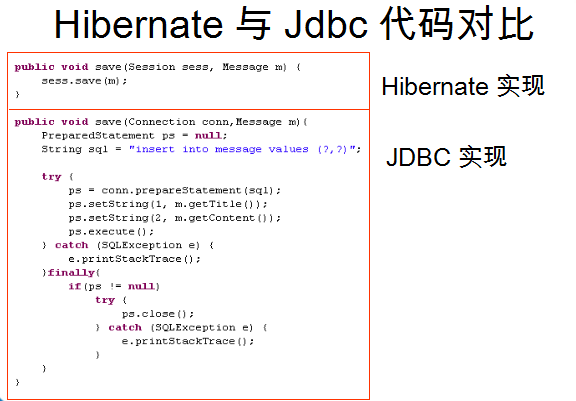 Hibernate 与 Jdbc 代码对比
public void save(Session sess, Message m) {
    sess.save(m);
}
Hibernate 实现
public void save(Connection conn,Message m){
    PreparedStatement ps = null;
    String sql = "insert into message values (?,?)";
    try {
        ps = conn.prepareStatement(sql);
        ps.setString(1, m.getTitle());
        ps.setString(2, m.getContent());
        ps.execute();
    } catch (SQLException e) {
        e.printStackTrace();
    }finally{
        if(ps != null)
            try {
                ps.close();
            } catch (SQLException e) {
                e.printStackTrace();
            }
    }
}
JDBC 实现